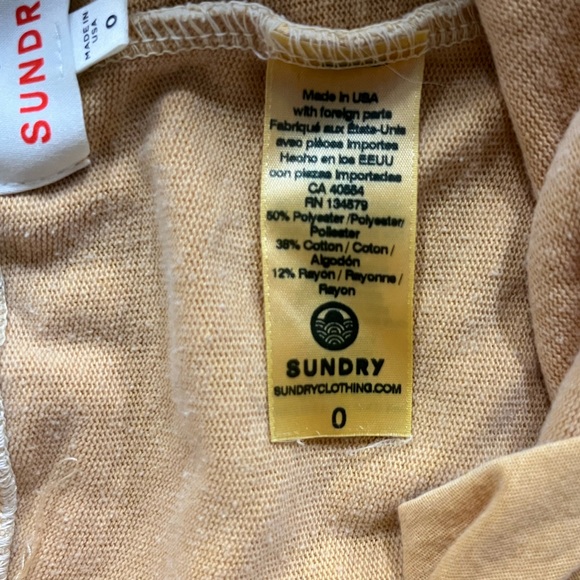 SUNDR
MADE IN
USA
0
Made in USA
with foreign parts
Fabriqué aux États-Unis
avec pièces importées
Hecho en los EEUU
con piezas importadas
CA 40554
RN 134879
50% Polyester/Polyester/
Poliester
38% Cotton / Coton /
Algodón
12% Rayon / Rayonne /
Rayon
SUNDRY
SUNDRYCLOTHING.COM
0